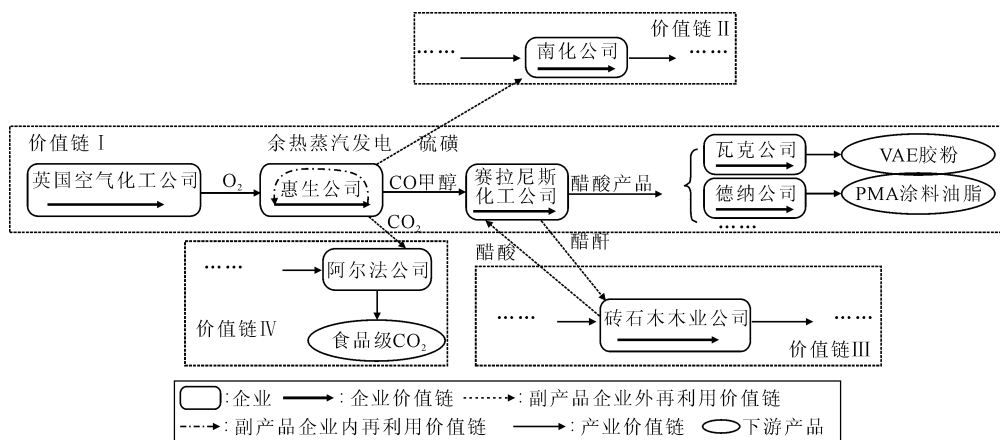 价值链Ⅱ
……
南化公司
……
价值链Ⅰ
余热蒸汽发电
硫磺
英国空气化工公司
O₂
惠生公司
CO甲醇
赛拉尼斯
化工公司
醋酸产品
瓦克公司
VAE胶粉
德纳公司
PMA涂料油脂
……
CO₂
醋酸
醋酐
……
阿尔法公司
价值链Ⅳ
食品级CO₂
……
砖石木木业公司
……
价值链Ⅲ
:企业
:企业价值链
:副产品企业外再利用价值链
:副产品企业内再利用价值链
:产业价值链
:下游产品